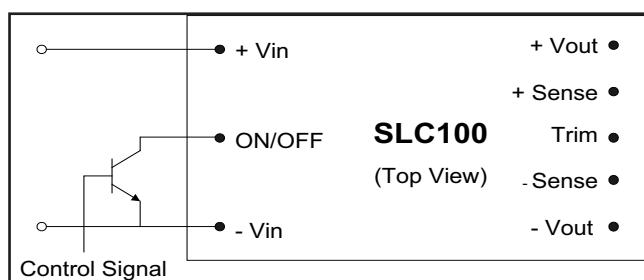 + Vin
+ Vout
+ Sense
ON/OFF
SLC100
Trim
(Top View)
- Sense
- Vin
- Vout
Control Signal